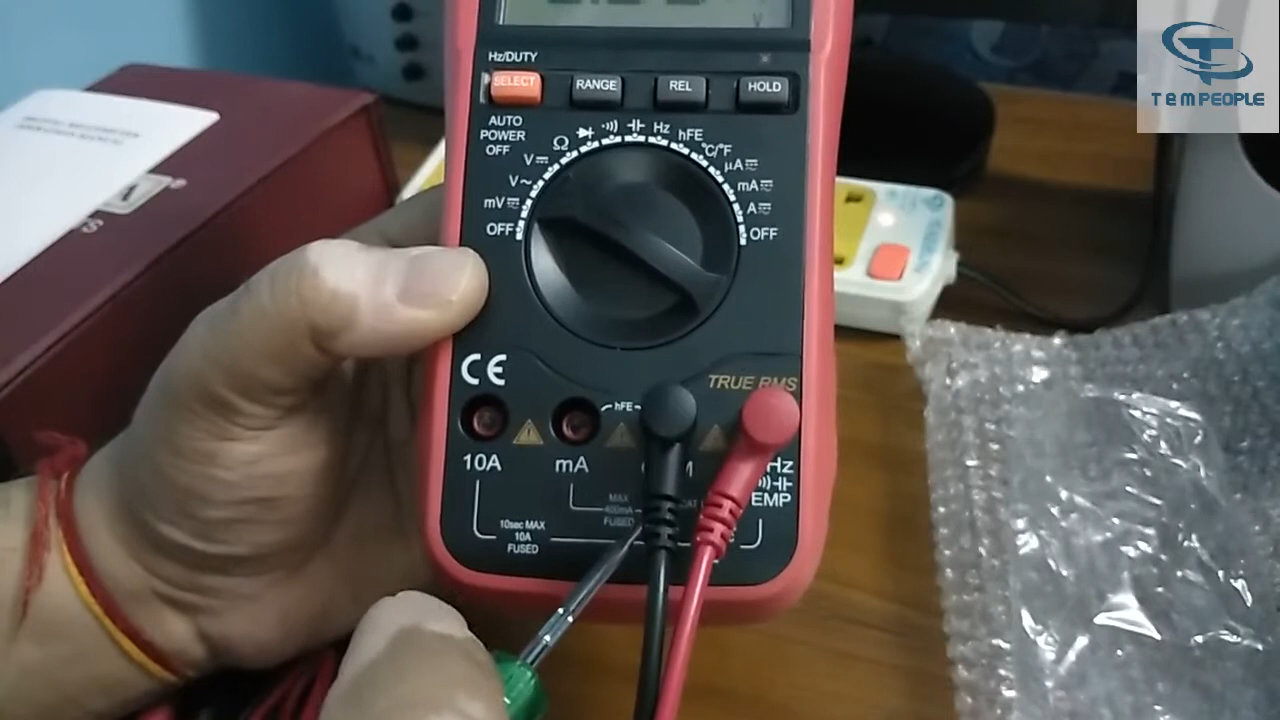 TEMPEOPLE
V
Hz/DUTY
SELECT
RANGE
REL
HOLD
AUTO
POWER
OFF
Ω
Hz
hFE
°C/°F
V⎓
V~
mV
OFF
µA
mA
A
OFF
CE
TRUE RMS
hFE
10A
mA
Hz
EMP
MAX
400mA
FUSED
10sec MAX
10A
FUSED